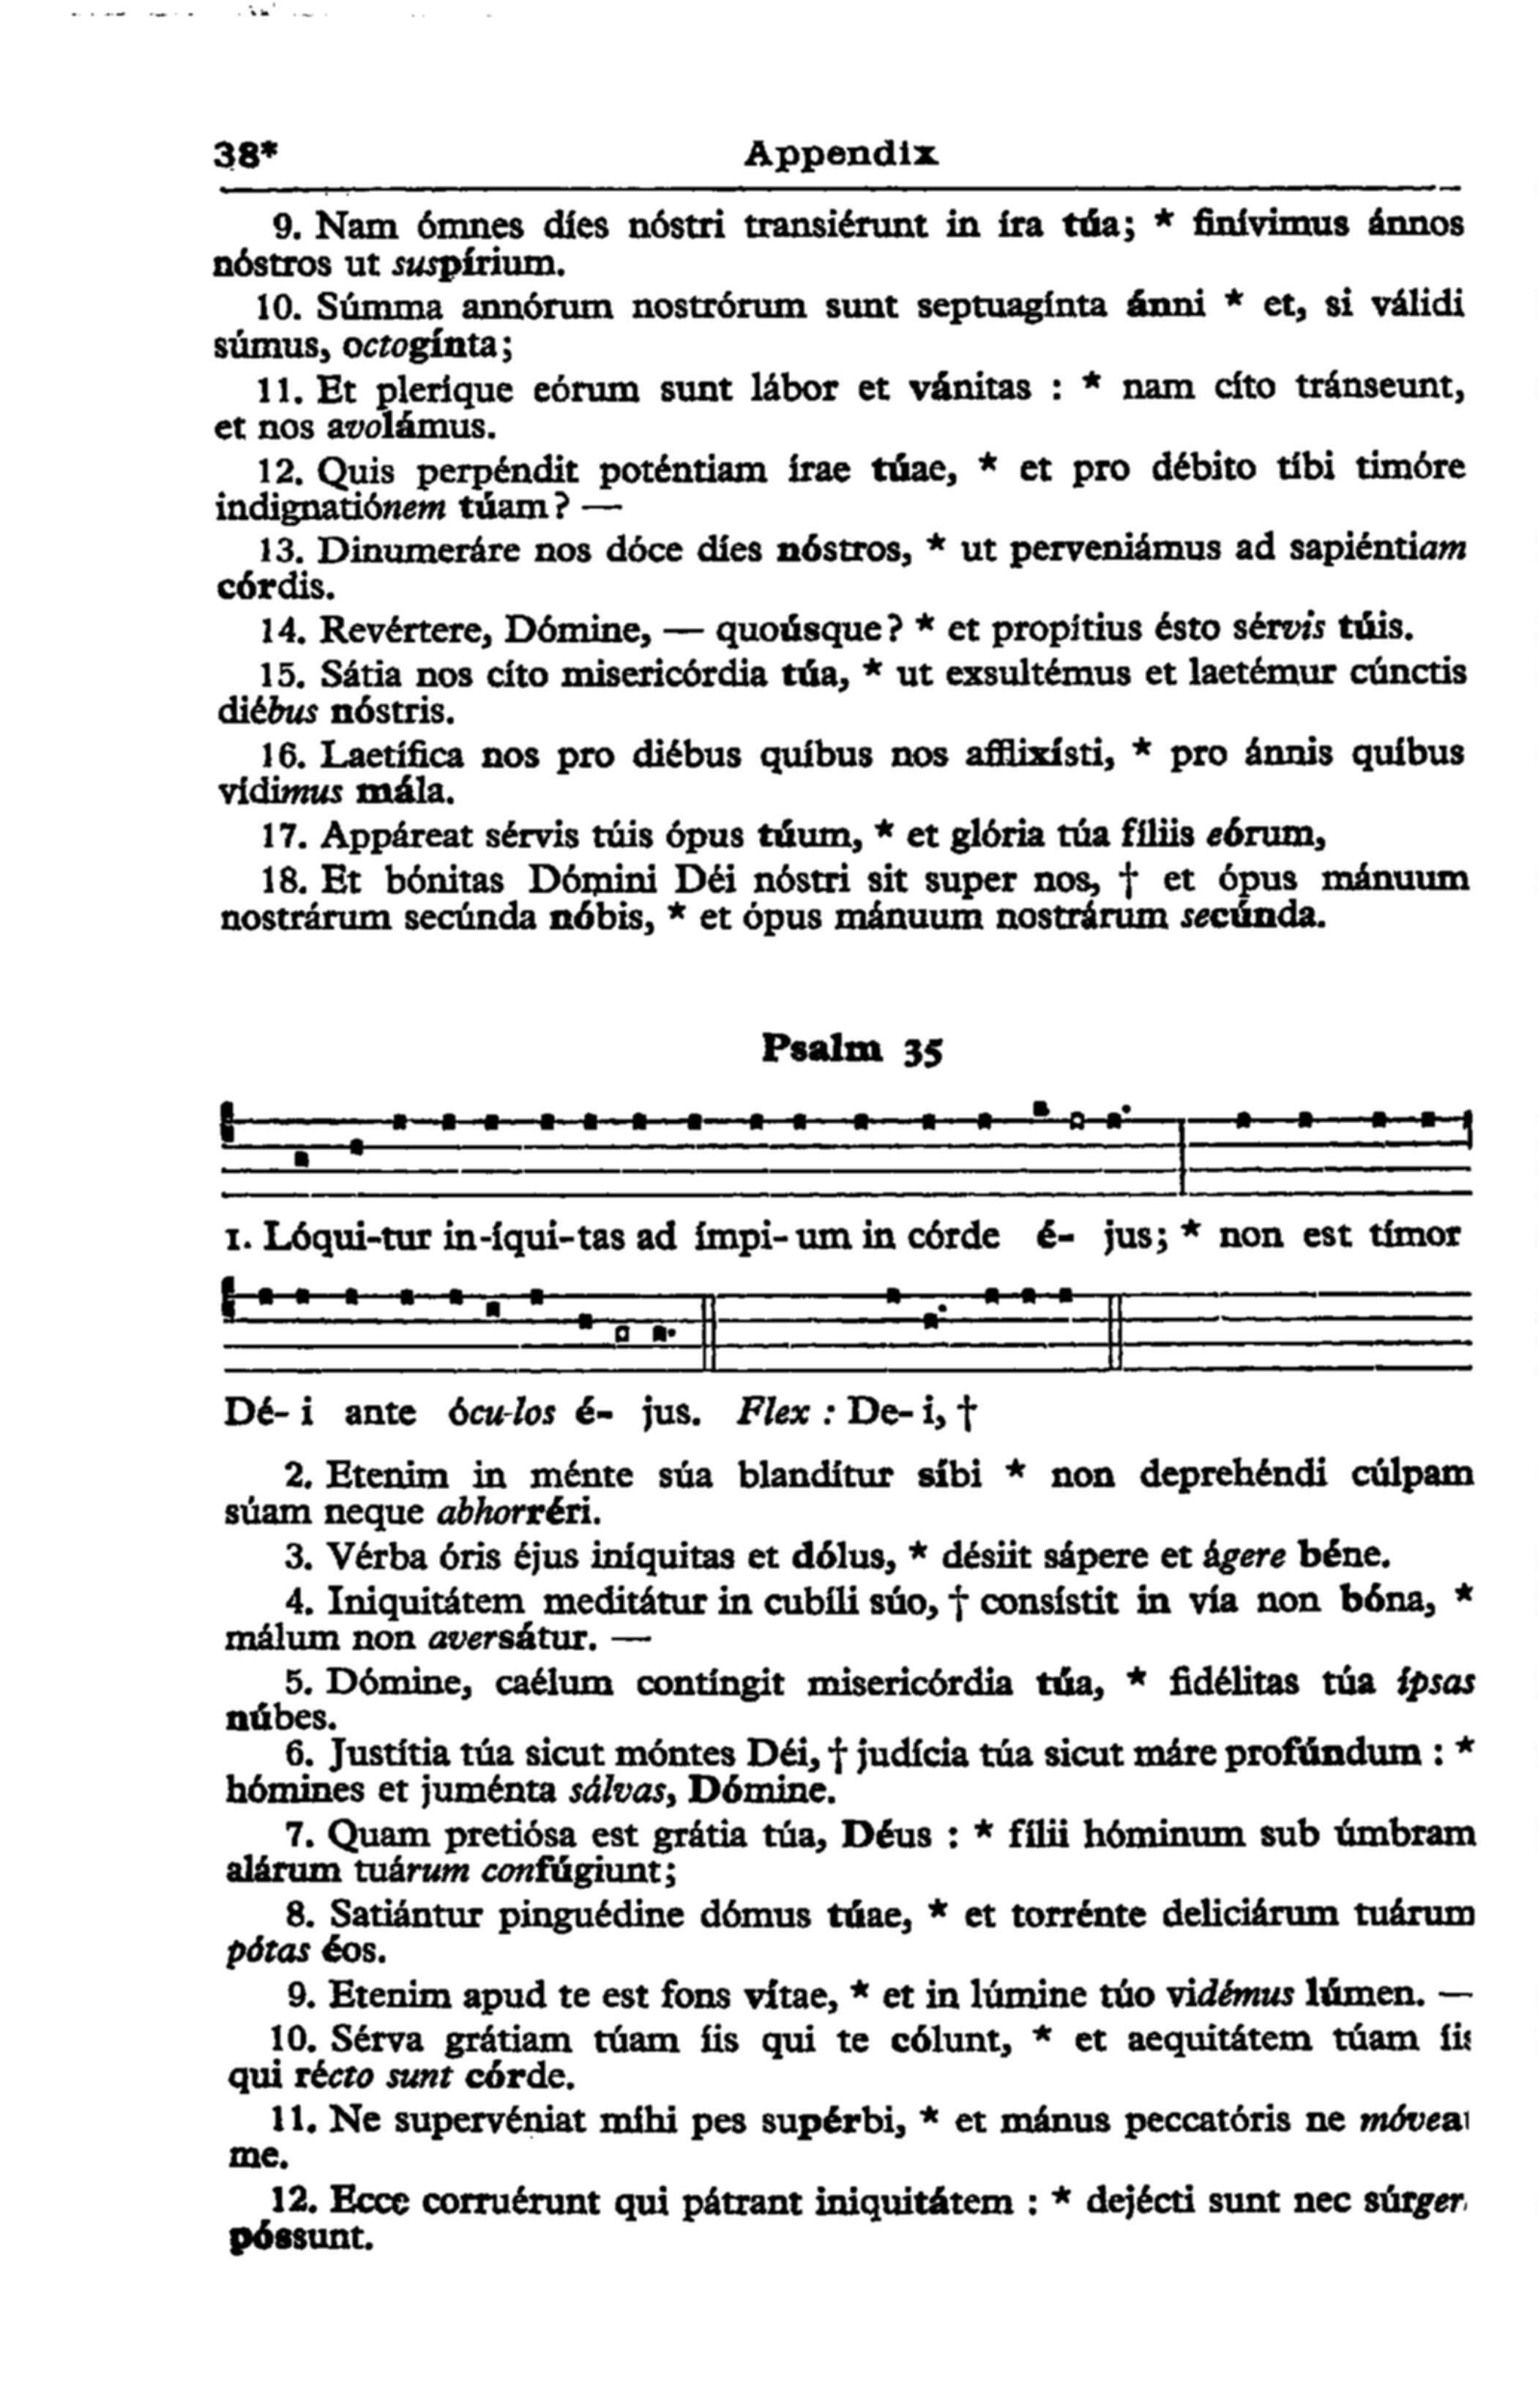 38* Appendix
9. Nam ómnes díes nóstri transiérunt in íra túa; * finívimus ánnos
nóstros ut suspírium.
10. Súmma annórum nostrórum sunt septuagínta ánni * et, si válidi
súmus, octogínta;
11. Et pleríque eórum sunt lábor et vánitas : * nam cíto tránseunt,
et nos avolámus.
12. Quis perpéndit poténtiam írae túae, * et pro débito tíbi timóre
indignatiónem túam? —
13. Dinumeráre nos dóce díes nóstros, * ut perveniámus ad sapiéntiam
córdis.
14. Revértere, Dómine, — quoúsque? * et propítius ésto sérvis túis.
15. Sátia nos cíto misericórdia túa, * ut exsultémus et laetémur cúnctis
diébus nóstris.
16. Laetífica nos pro diébus quíbus nos afflixísti, * pro ánnis quíbus
vídimus mála.
17. Appáreat sérvis túis ópus túum, * et glória túa fíliis eórum,
18. Et bónitas Dómini Déi nóstri sit super nos, † et ópus mánuum
nostrárum secúnda nóbis, * et ópus mánuum nostrárum secúnda.
Psalm 35
1. Lóqui-tur in-íqui-tas ad ímpi-um in córde é- jus; * non est tímor
Dé- i ante ócu-los é- jus. Flex : De- i, †
2. Etenim in ménte súa blandítur síbi * non deprehéndi cúlpam
súam neque abhorréri.
3. Vérba óris éjus iníquitas et dólus, * désiit sápere et ágere béne.
4. Iniquitátem meditátur in cubíli súo, † consístit in vía non bóna, *
málum non aversátur. —
5. Dómine, caélum contíngit misericórdia túa, * fidélitas túa ípsas
núbes.
6. Justítia túa sicut móntes Déi, † judícia túa sicut máre profúndum : *
hómines et juménta sálvas, Dómine.
7. Quam pretiósa est grátia túa, Déus : * fílii hóminum sub úmbram
alárum tuárum confúgiunt;
8. Satiántur pinguédine dómus túae, * et torrénte deliciárum tuárum
pótas éos.
9. Etenim apud te est fons vítae, * et in lúmine túo vidémus lúmen. —
10. Sérva grátiam túam íis qui te cólunt, * et aequitátem túam íis
qui récto sunt córde.
11. Ne supervéniat míhi pes supérbi, * et mánus peccatóris ne móveat
me.
12. Ecce corruérunt qui pátrant iniquitátem : * dejécti sunt nec súrger
póssunt.